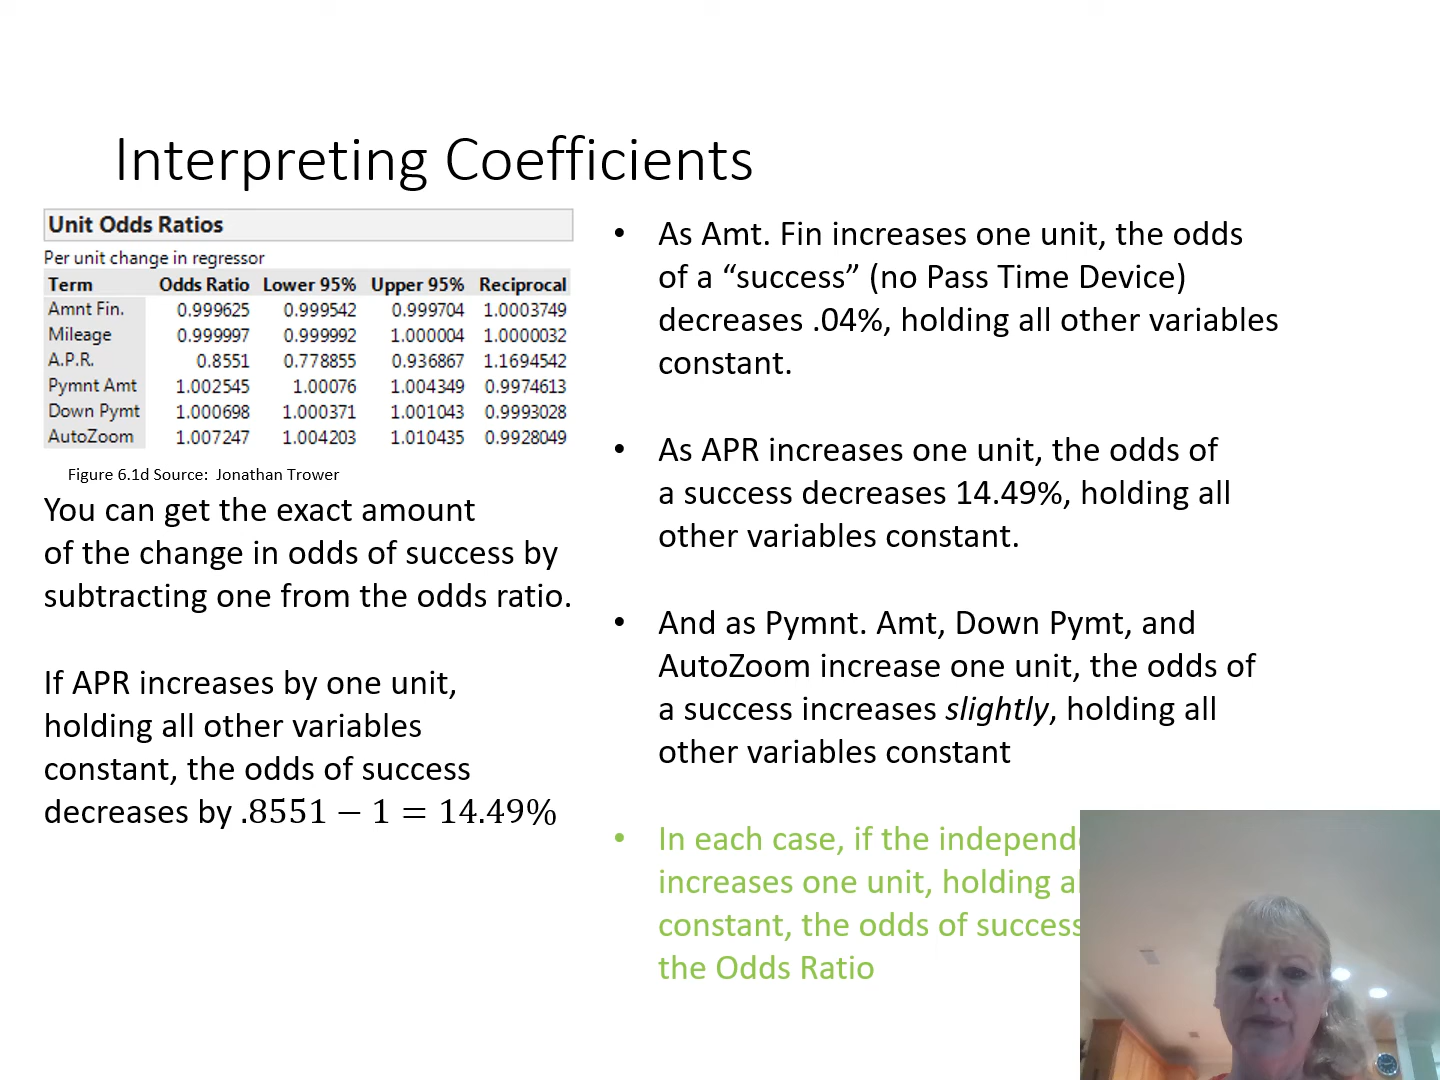 Interpreting Coefficients
Unit Odds Ratios
Per unit change in regressor
Term Odds Ratio Lower 95% Upper 95% Reciprocal
Amnt Fin. 0.999625 0.999542 0.999704 1.0003749
Mileage 0.999997 0.999992 1.000004 1.0000032
A.P.R. 0.8551 0.778855 0.936867 1.1694542
Pymnt Amt 1.002545 1.00076 1.004349 0.9974613
Down Pymt 1.000698 1.000371 1.001043 0.9993028
AutoZoom 1.007247 1.004203 1.010435 0.9928049
Figure 6.1d Source: Jonathan Trower
You can get the exact amount
of the change in odds of success by
subtracting one from the odds ratio.
If APR increases by one unit,
holding all other variables
constant, the odds of success
decreases by .8551 − 1 = 14.49%
• As Amt. Fin increases one unit, the odds
of a “success” (no Pass Time Device)
decreases .04%, holding all other variables
constant.
• As APR increases one unit, the odds of
a success decreases 14.49%, holding all
other variables constant.
• And as Pymnt. Amt, Down Pymt, and
AutoZoom increase one unit, the odds of
a success increases slightly, holding all
other variables constant
• In each case, if the
increases one unit, holding
constant, the odds of success
the Odds Ratio